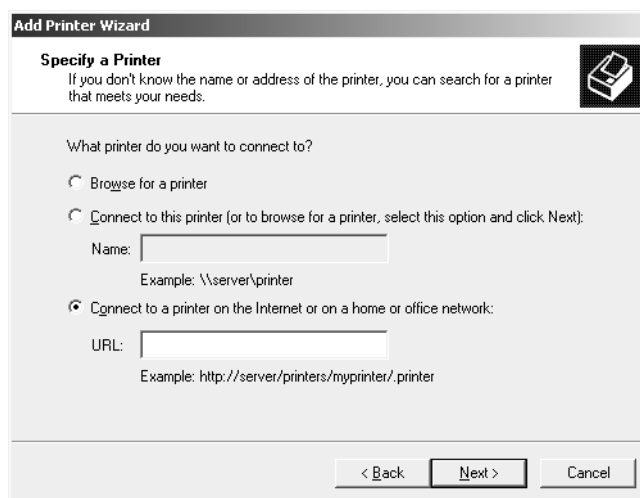 Add Printer Wizard
Specify a Printer
If you don't know the name or address of the printer, you can search for a printer
that meets your needs.
What printer do you want to connect to?
Browse for a printer
Connect to this printer (or to browse for a printer, select this option and click Next):
Name:
Example: \\server\printer
Connect to a printer on the Internet or on a home or office network:
URL:
Example: http://server/printers/myprinter/.printer
< Back Next > Cancel